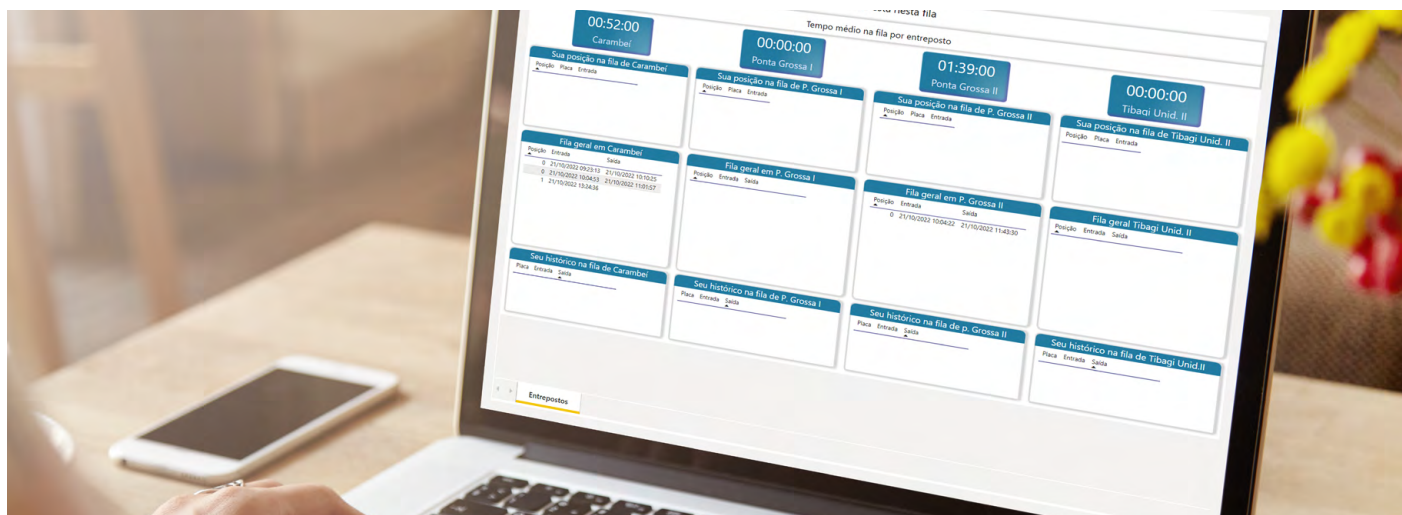 nesta fila
Tempo médio na fila por entreposto
00:52:00
Carambeí
00:00:00
Ponta Grossa I
01:39:00
Ponta Grossa II
00:00:00
Tibagi Unid. II
Sua posição na fila de Carambeí
Posição Placa Entrada
Sua posição na fila de P. Grossa I
Posição Placa Entrada
Sua posição na fila de P. Grossa II
Posição Placa Entrada
Sua posição na fila de Tibagi Unid. II
Posição Placa Entrada
Fila geral em Carambeí
Posição Entrada Saída
0 21/10/2022 09:23:13 21/10/2022 10:10:25
0 21/10/2022 10:04:53 21/10/2022 11:01:57
1 21/10/2022 13:24:36
Fila geral em P. Grossa I
Posição Entrada Saída
Fila geral em P. Grossa II
Posição Entrada Saída
0 21/10/2022 10:04:22 21/10/2022 11:43:30
Fila geral Tibagi Unid. II
Posição Entrada Saída
Seu histórico na fila de Carambeí
Placa Entrada Saída
Seu histórico na fila de P. Grossa I
Placa Entrada Saída
Seu histórico na fila de p. Grossa II
Placa Entrada Saída
Seu histórico na fila de Tibagi Unid.II
Placa Entrada Saída
Entrepostos